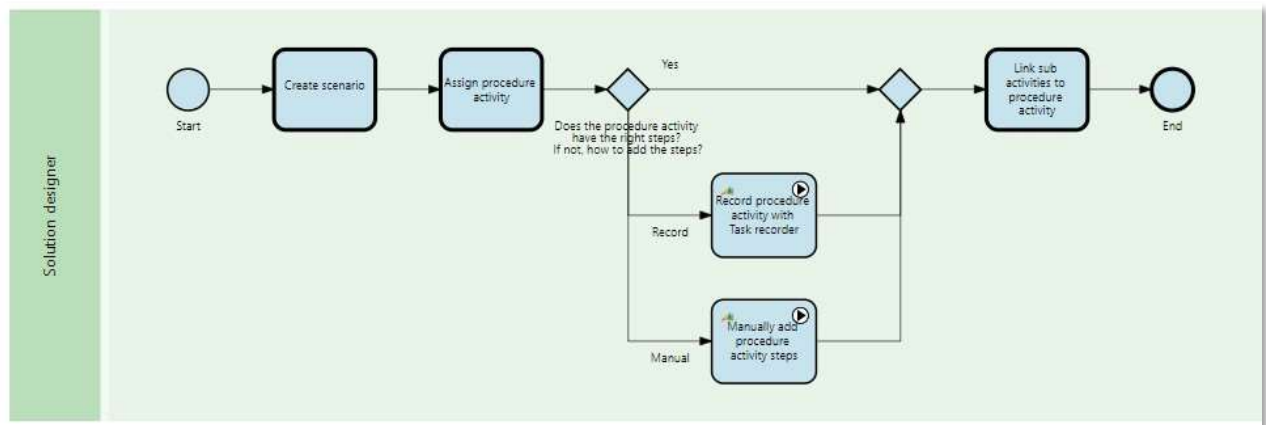 Solution designer
Start
Create scenario
Assign procedure
activity
Yes
Does the procedure activity
have the right steps?
If not, how to add the steps?
Record
Record procedure
activity with
Task recorder
Manual
Manually add
procedure
activity steps
Link sub
activities to
procedure
activity
End